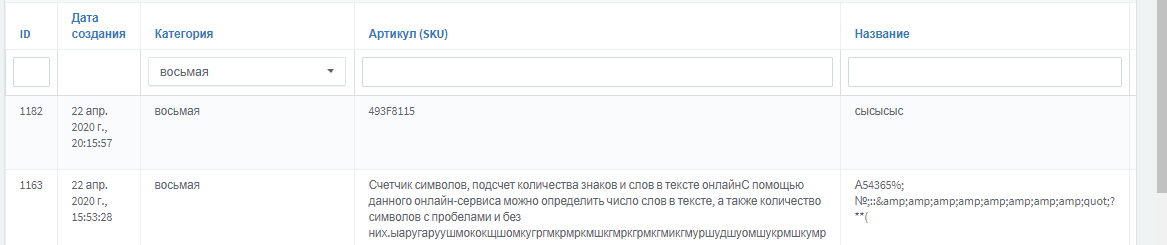 ID
Дата создания
Категория
Артикул (SKU)
Название
восьмая
1182
22 апр. 2020 г., 20:15:57
восьмая
493F8115
сысысыс
1163
22 апр. 2020 г., 15:53:28
восьмая
Счетчик символов, подсчет количества знаков и слов в тексте онлайнС помощью
данного онлайн-сервиса можно определить число слов в тексте, а также количество
символов с пробелами и без
A54365%;
№;::&amp;amp;amp;amp;amp;amp;amp;amp;quot;?
**(